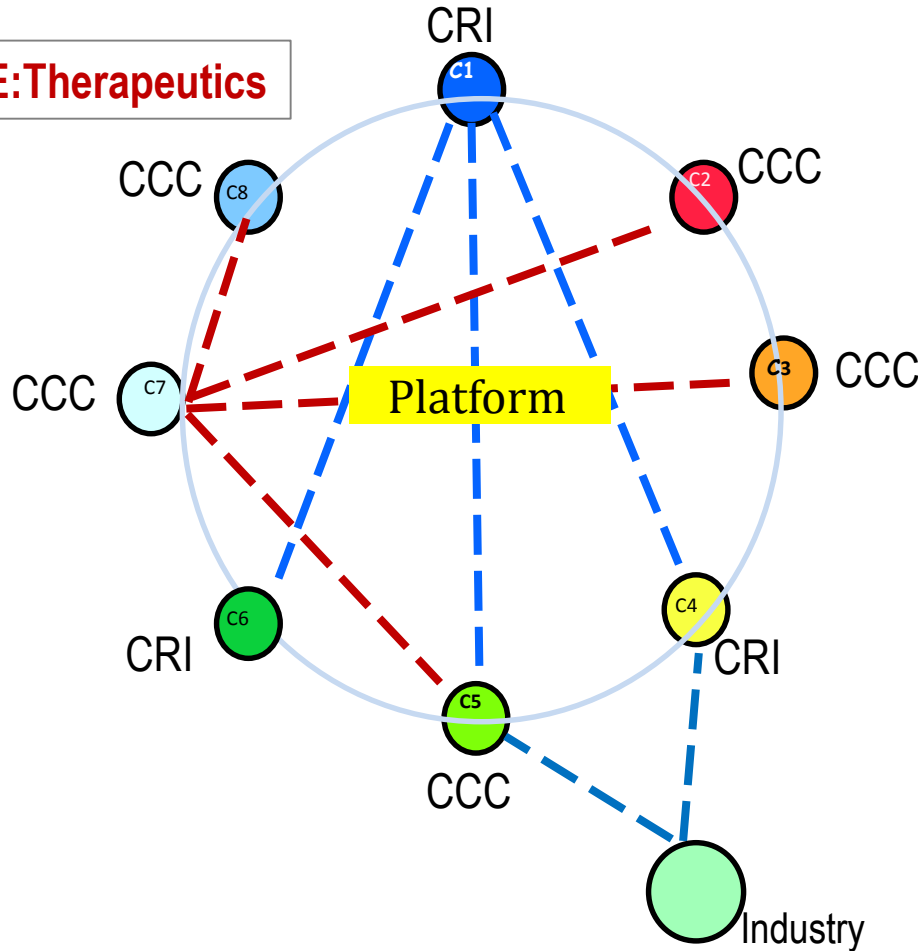 CRI
C1
E:Therapeutics
CCC
C8
C2
CCC
CCC
C7
C3
CCC
Platform
C6
CRI
C4
CRI
C5
CCC
Industry